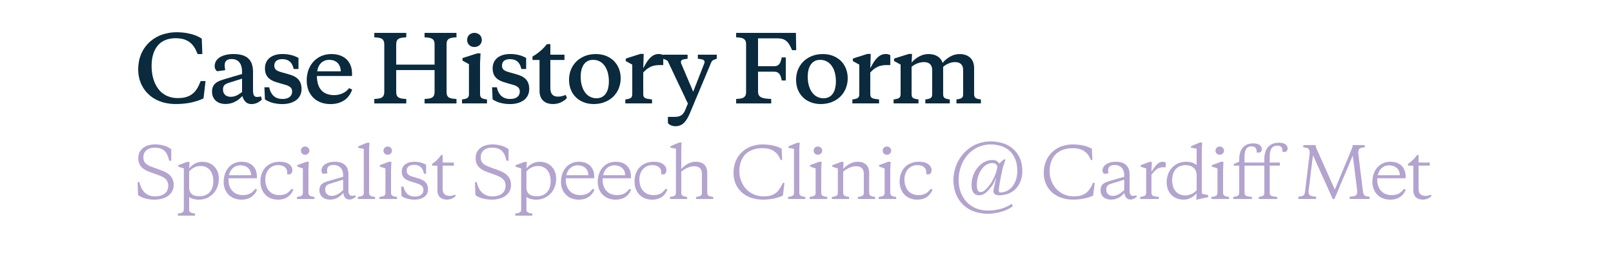 Case History Form
Specialist Speech Clinic @ Cardiff Met